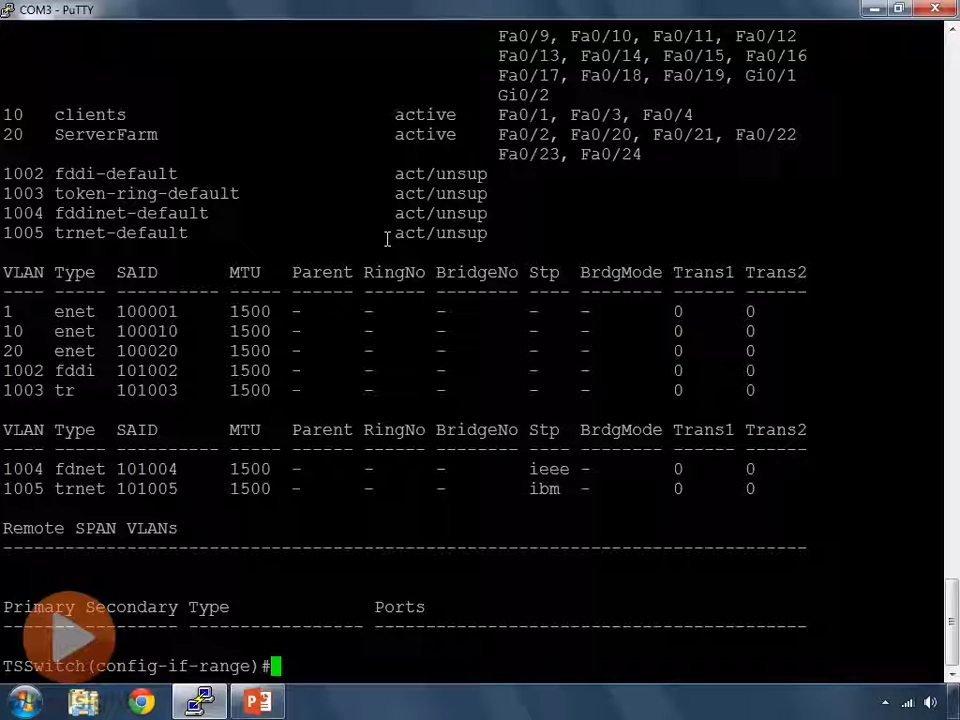 COM3 - PuTTY
Fa0/9, Fa0/10, Fa0/11, Fa0/12
Fa0/13, Fa0/14, Fa0/15, Fa0/16
Fa0/17, Fa0/18, Fa0/19, Gi0/1
Gi0/2
10   clients                          active    Fa0/1, Fa0/3, Fa0/4
20   ServerFarm                       active    Fa0/2, Fa0/20, Fa0/21, Fa0/22
Fa0/23, Fa0/24
1002 fddi-default                     act/unsup
1003 token-ring-default               act/unsup
1004 fddinet-default                  act/unsup
1005 trnet-default                    act/unsup
VLAN Type  SAID       MTU   Parent RingNo BridgeNo Stp  BrdgMode Trans1 Trans2
---- ----- ---------- ----- ------ ------ -------- ---- -------- ------ ------
1    enet  100001     1500  -      -      -        -    -        0      0
10   enet  100010     1500  -      -      -        -    -        0      0
20   enet  100020     1500  -      -      -        -    -        0      0
1002 fddi  101002     1500  -      -      -        -    -        0      0
1003 tr    101003     1500  -      -      -        -    -        0      0
VLAN Type  SAID       MTU   Parent RingNo BridgeNo Stp  BrdgMode Trans1 Trans2
---- ----- ---------- ----- ------ ------ -------- ---- -------- ------ ------
1004 fdnet 101004     1500  -      -      -        ieee -        0      0
1005 trnet 101005     1500  -      -      -        ibm  -        0      0
Remote SPAN VLANs
------------------------------------------------------------------------------
Primary Secondary Type              Ports
------- --------- ----------------- ------------------------------------------
TSSwitch(config-if-range)#